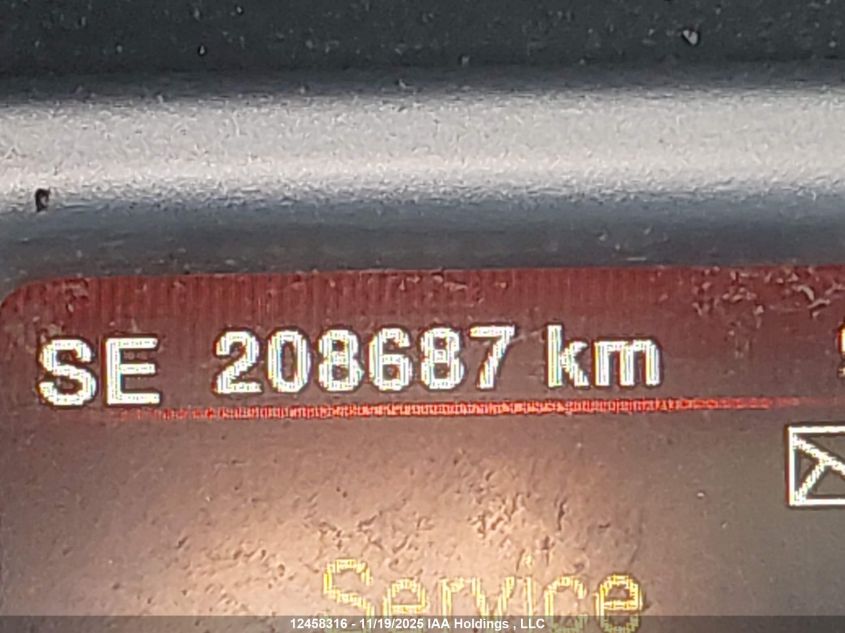 SE 208687 km
Service
12458316 - 11/19/2025 IAA Holdings , LLC